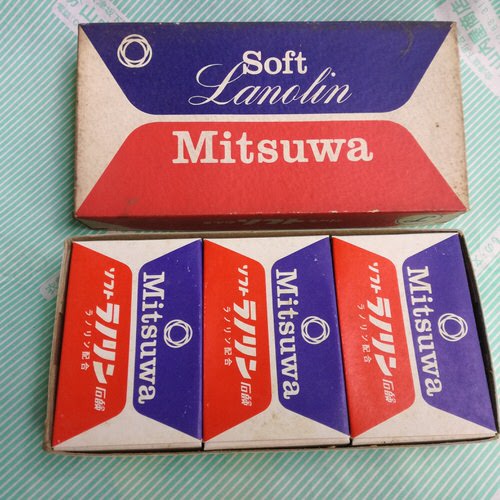 Soft
Lanolin
Mitsuwa
Mitsuwa
ソフト ラノリン 石鹸
ラノリン配合
Mitsuwa
ソフト ラノリン 石鹸
ラノリン配合
Mitsuwa
ソフト ラノリン 石鹸
ラノリン配合